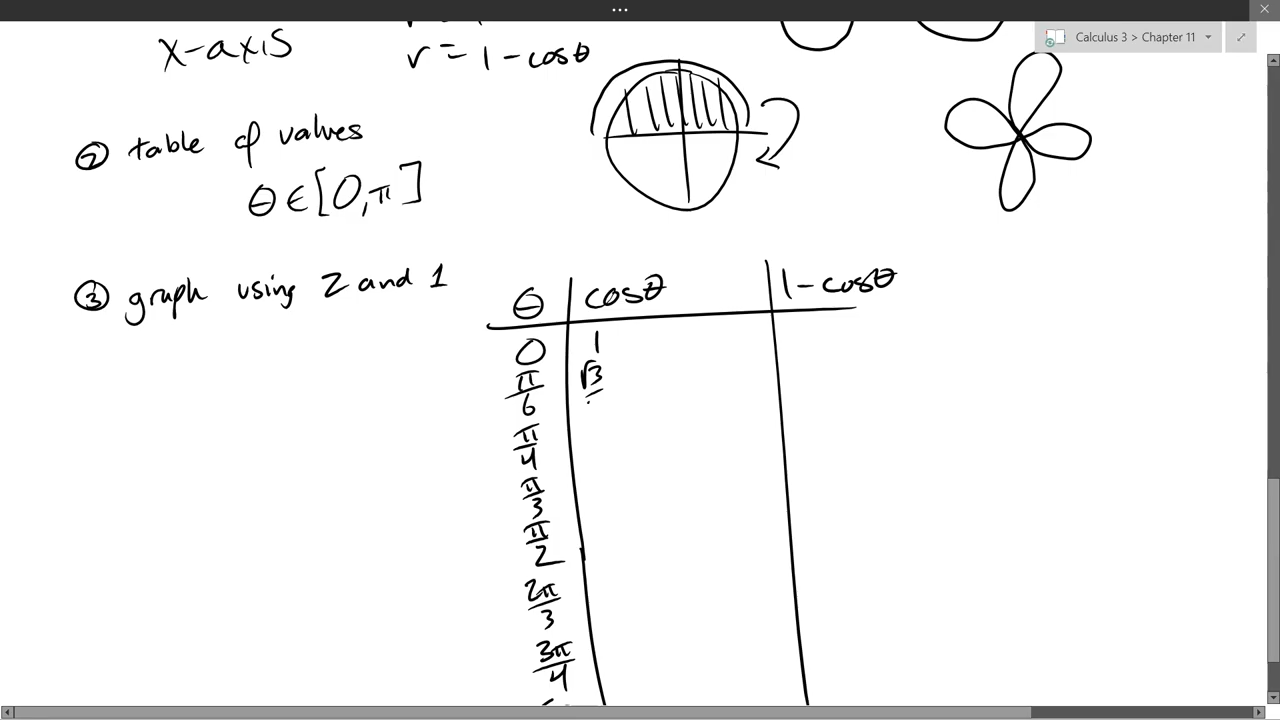 Calculus 3 > Chapter 11
x-axis
r = 1 - cosθ
② table of values
θ ∈ [0, π]
③ graph using 2 and 1
θ cosθ 1 - cosθ
0 1
π/6 √3
π/4
π/3
π/2
2π/3
3π/4